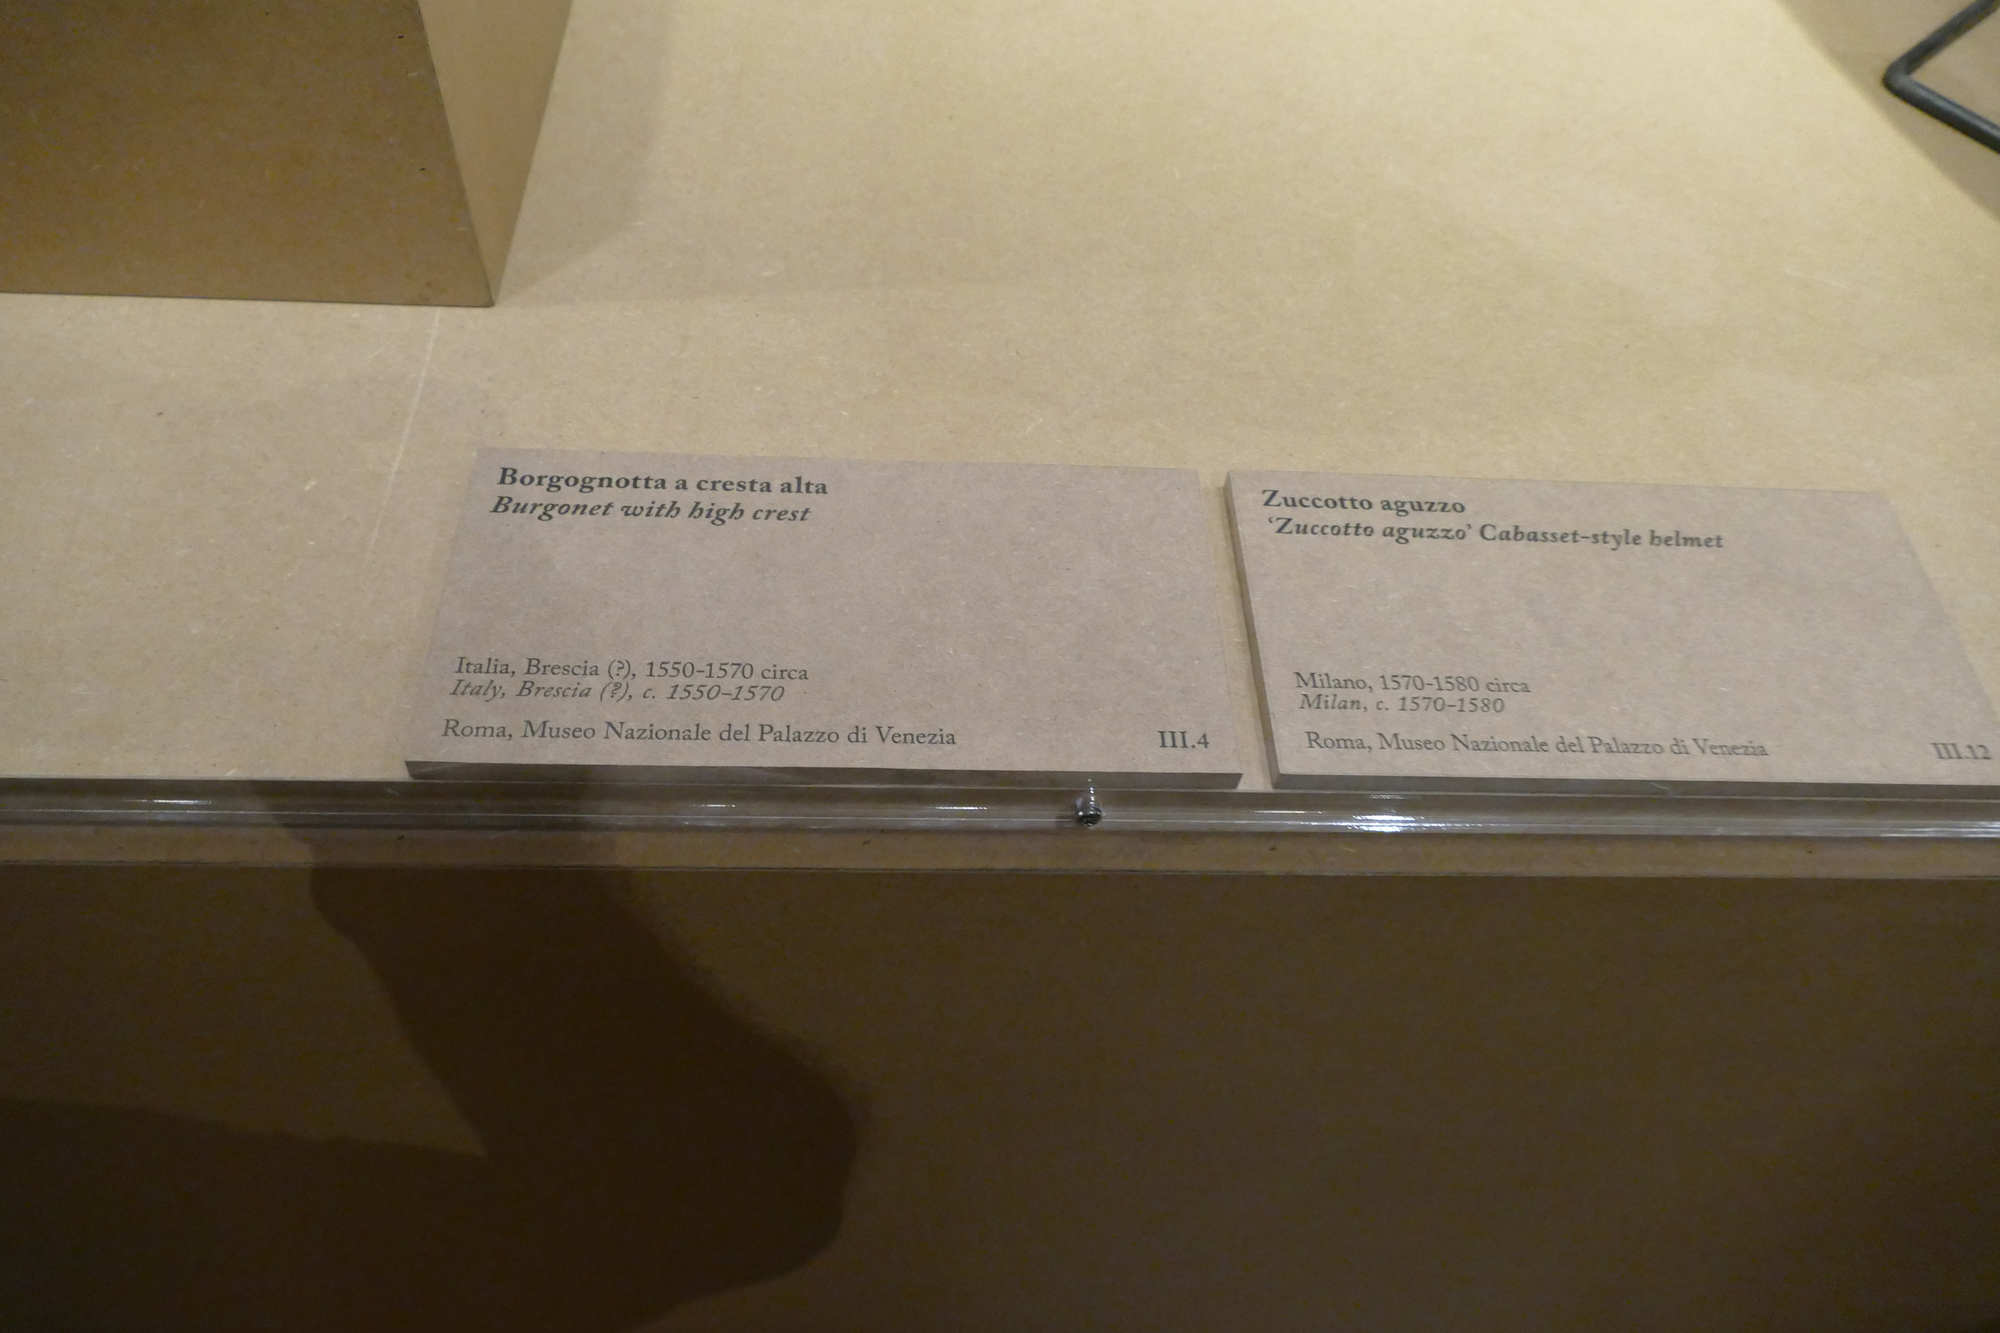 Borgognotta a cresta alta
Burgonet with high crest
Italia, Brescia (?), 1550-1570 circa
Italy, Brescia (?), c. 1550-1570
Roma, Museo Nazionale del Palazzo di Venezia
III.4
Zuccotto aguzzo
‘Zuccotto aguzzo’ Cabasset-style helmet
Milano, 1570-1580 circa
Milan, c. 1570-1580
Roma, Museo Nazionale del Palazzo di Venezia
III.12